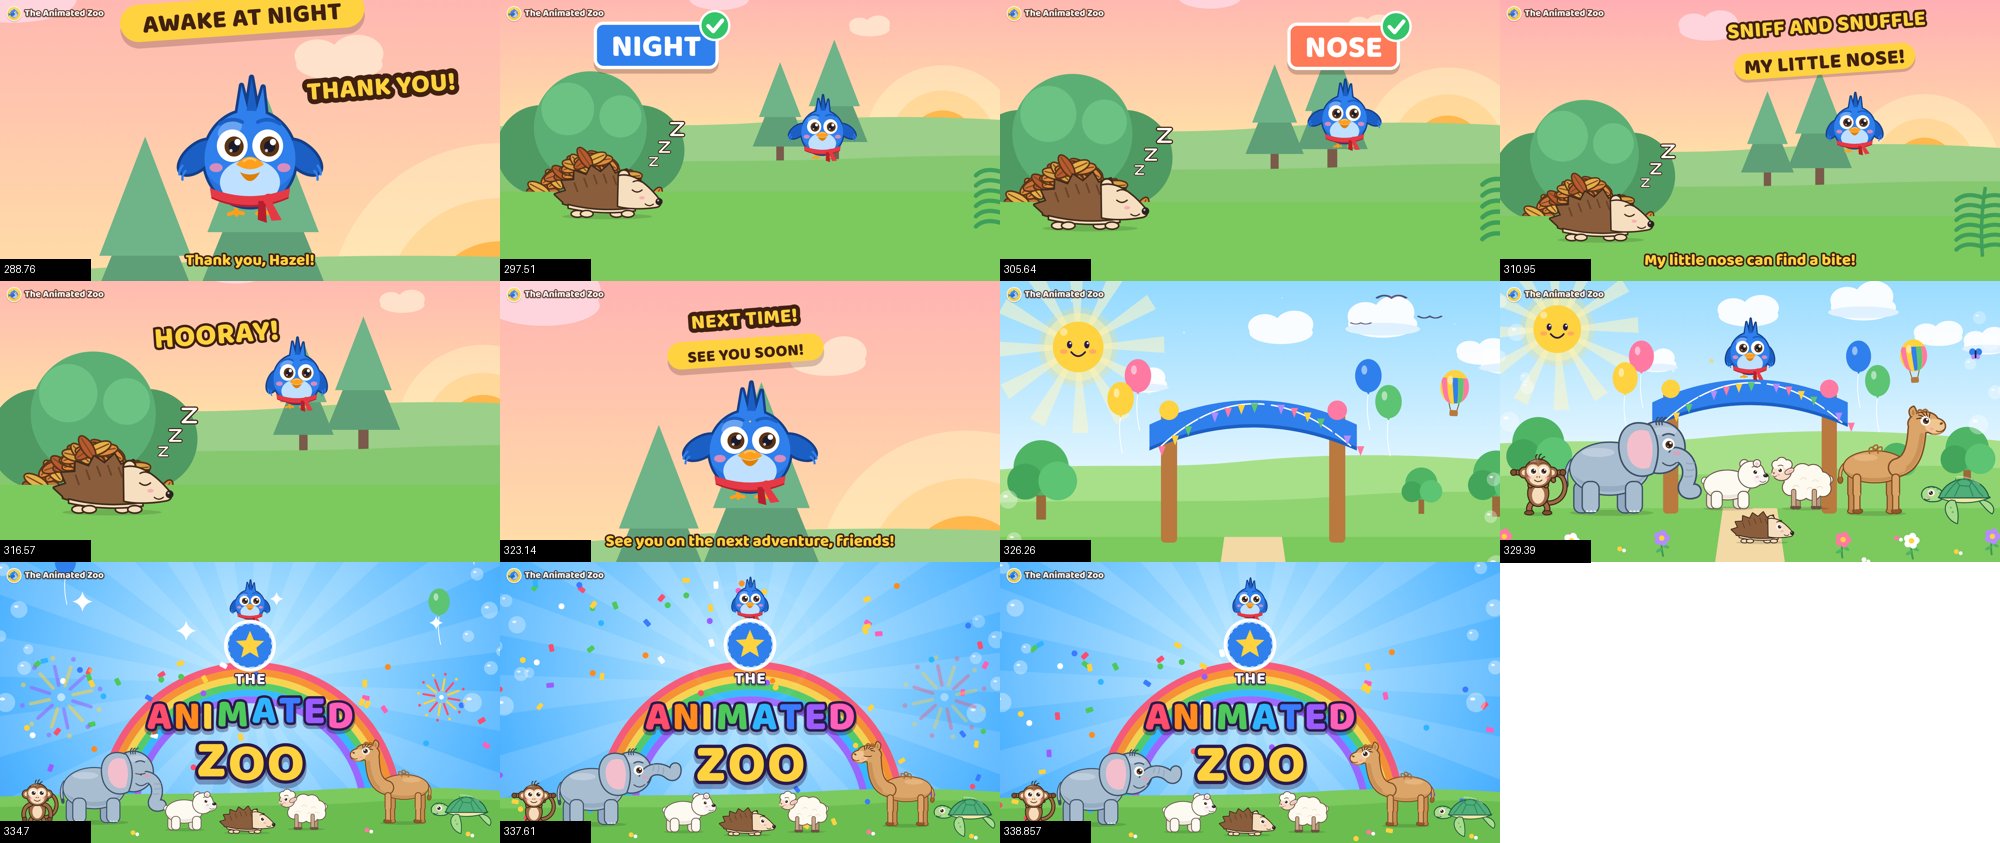 The Animated Zoo
AWAKE AT NIGHT
THANK YOU!
Thank you, Hazel!
288.76
The Animated Zoo
NIGHT
Z
Z
Z
297.51
The Animated Zoo
NOSE
Z
Z
Z
305.64
The Animated Zoo
SNIFF AND SNUFFLE
MY LITTLE NOSE!
Z
Z
Z
My little nose can find a bite!
310.95
The Animated Zoo
HOORAY!
Z
Z
Z
316.57
The Animated Zoo
NEXT TIME!
SEE YOU SOON!
See you on the next adventure, friends!
323.14
The Animated Zoo
326.26
The Animated Zoo
329.39
The Animated Zoo
THE
ANIMATED
ZOO
334.7
The Animated Zoo
THE
ANIMATED
ZOO
337.61
The Animated Zoo
THE
ANIMATED
ZOO
338.857